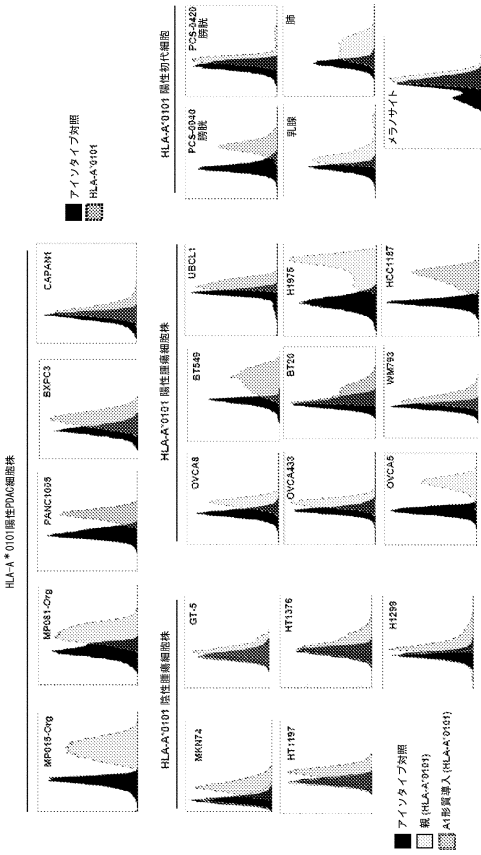 HLA-A*0101陽性PDAC細胞株
MP015-Org
MP081-Org
PANC1005
BXPC3
CAPAN1
アイソタイプ対照
HLA-A*0101
HLA-A*0101 陰性腫瘍細胞株
MKN74
GT-5
HT1197
HT1376
H1299
HLA-A*0101 陽性腫瘍細胞株
OVCA8
BT549
UBCL1
OVCA433
BT20
H1975
OVCA5
WM793
HCC1187
HLA-A*0101 陽性初代細胞
PCS-0040
膀胱
PCS-0420
膀胱
乳腺
肺
メラノサイト
アイソタイプ対照
親 (HLA-A*0101)
A1形質導入 (HLA-A*0101)